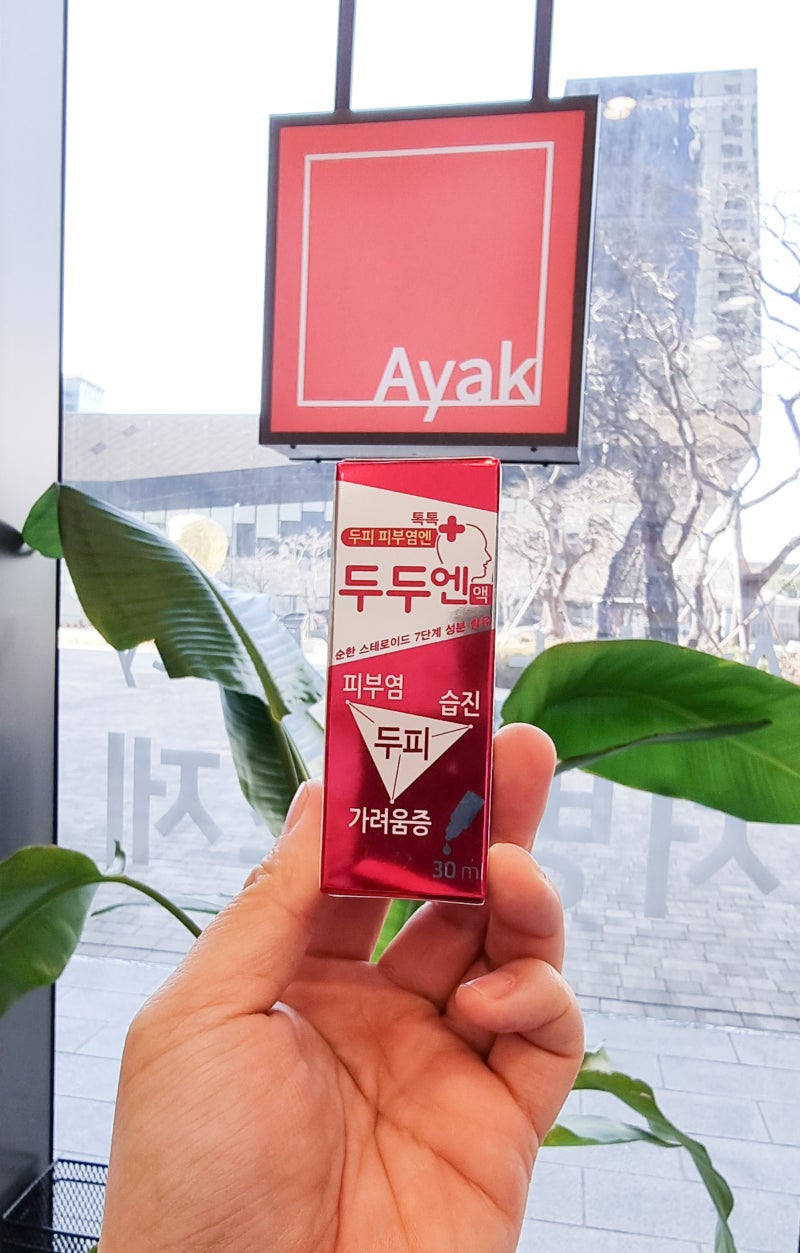 Ayak
톡톡
두피 피부염엔
두두엔 액
순한 스테로이드 7단계 성분 함유
피부염
습진
두피
가려움증
30 ml